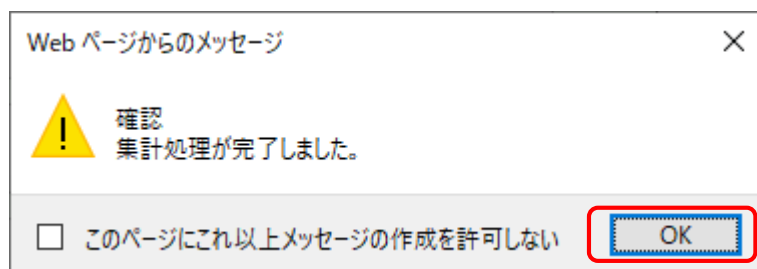 Web ページからのメッセージ
確認
集計処理が完了しました。
このページにこれ以上メッセージの作成を許可しない
OK